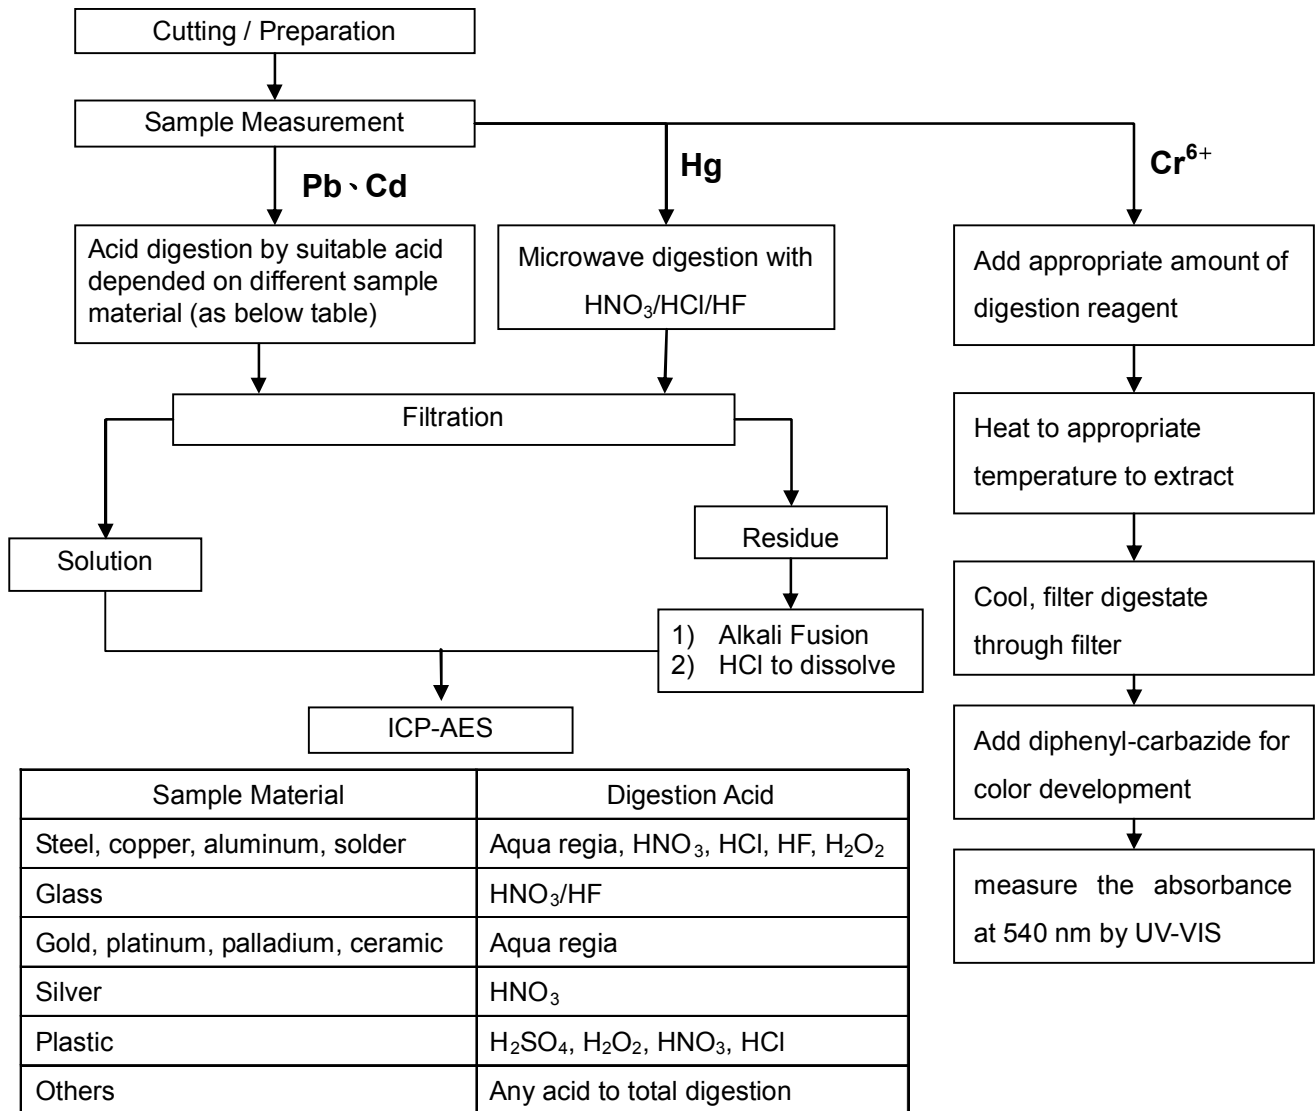 Cutting / Preparation
Sample Measurement
Pb、Cd
Hg
Cr⁶⁺
Acid digestion by suitable acid
depended on different sample
material (as below table)
Microwave digestion with
HNO₃/HCl/HF
Add appropriate amount of
digestion reagent
Filtration
Heat to appropriate
temperature to extract
Solution
Residue
Cool, filter digestate
through filter
1) Alkali Fusion
2) HCl to dissolve
ICP-AES
Add diphenyl-carbazide for
color development
measure the absorbance
at 540 nm by UV-VIS
Sample Material Digestion Acid
Steel, copper, aluminum, solder Aqua regia, HNO₃, HCl, HF, H₂O₂
Glass HNO₃/HF
Gold, platinum, palladium, ceramic Aqua regia
Silver HNO₃
Plastic H₂SO₄, H₂O₂, HNO₃, HCl
Others Any acid to total digestion